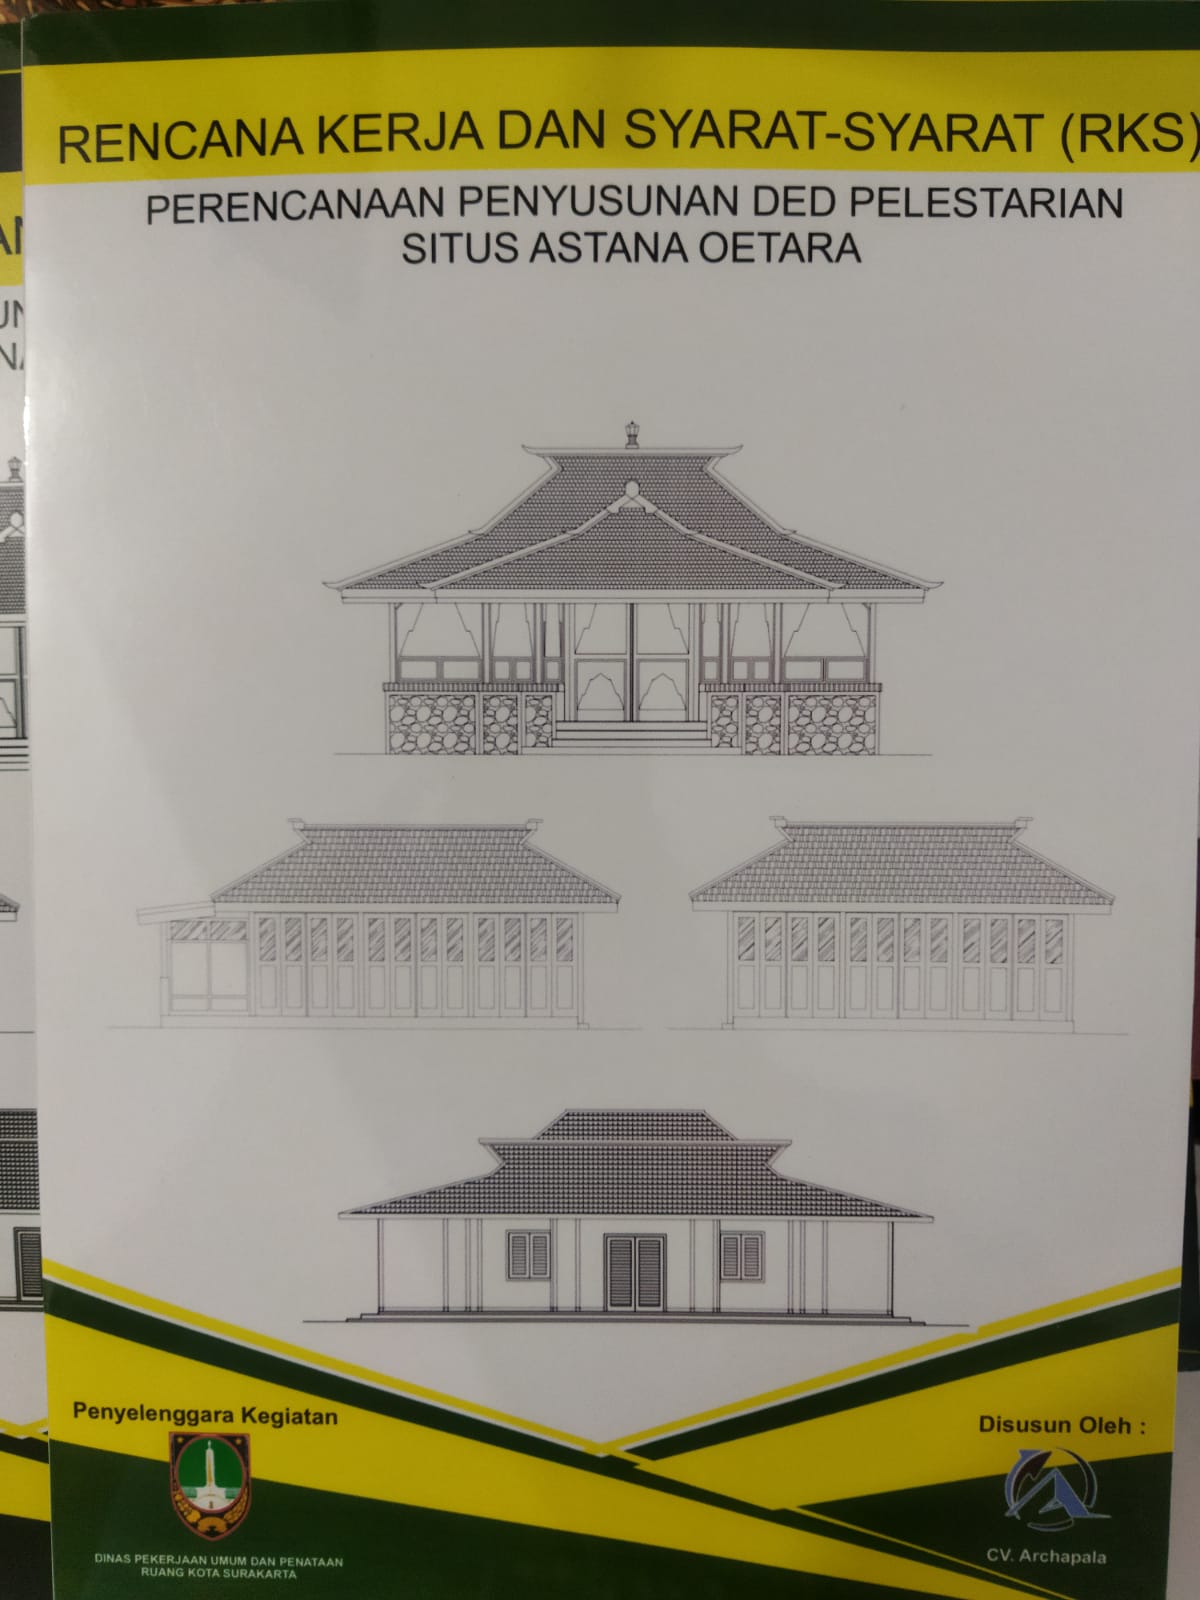 RENCANA KERJA DAN SYARAT-SYARAT (RKS)
PERENCANAAN PENYUSUNAN DED PELESTARIAN
SITUS ASTANA OETARA
Penyelenggara Kegiatan
DINAS PEKERJAAN UMUM DAN PENATAAN
RUANG KOTA SURAKARTA
Disusun Oleh :
CV. Archapala